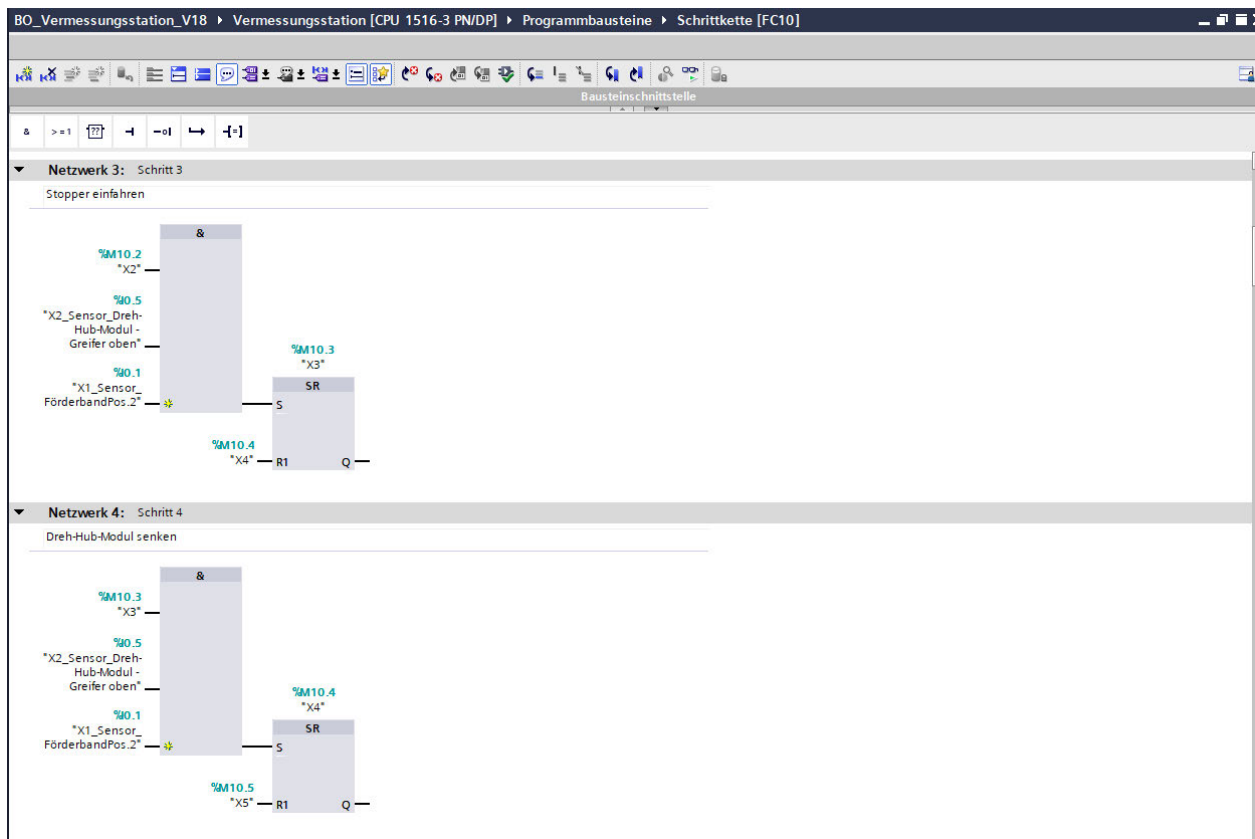 BO_Vermessungsstation_V18 ▸ Vermessungsstation [CPU 1516-3 PN/DP] ▸ Programmbausteine ▸ Schrittkette [FC10]
Bausteinschnittstelle
& >=1 ??
Netzwerk 3: Schritt 3
Stopper einfahren
&
%M10.2
"X2"
%I0.5
"X2_Sensor_Dreh-
Hub-Modul -
Greifer oben"
%I0.1
"X1_Sensor_
FörderbandPos.2"
%M10.3
"X3"
SR
S
%M10.4
"X4"
R1 Q
Netzwerk 4: Schritt 4
Dreh-Hub-Modul senken
&
%M10.3
"X3"
%I0.5
"X2_Sensor_Dreh-
Hub-Modul -
Greifer oben"
%I0.1
"X1_Sensor_
FörderbandPos.2"
%M10.4
"X4"
SR
S
%M10.5
"X5"
R1 Q